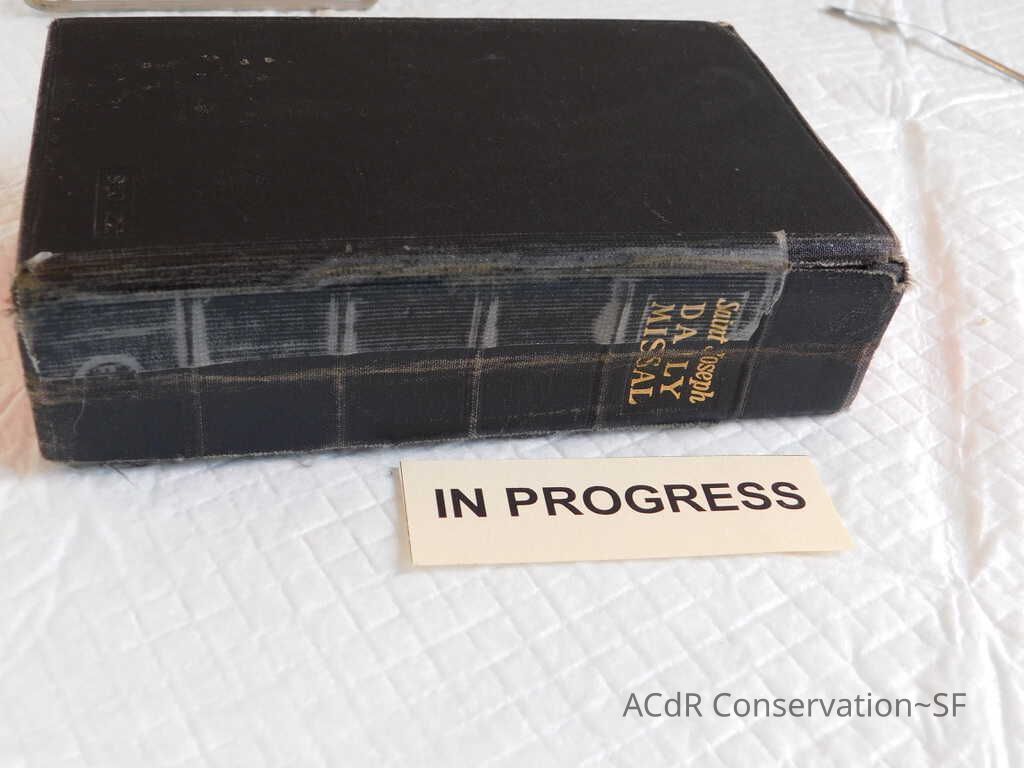 Saint Joseph
DAILY
MISSAL
IN PROGRESS
ACdR Conservation~SF